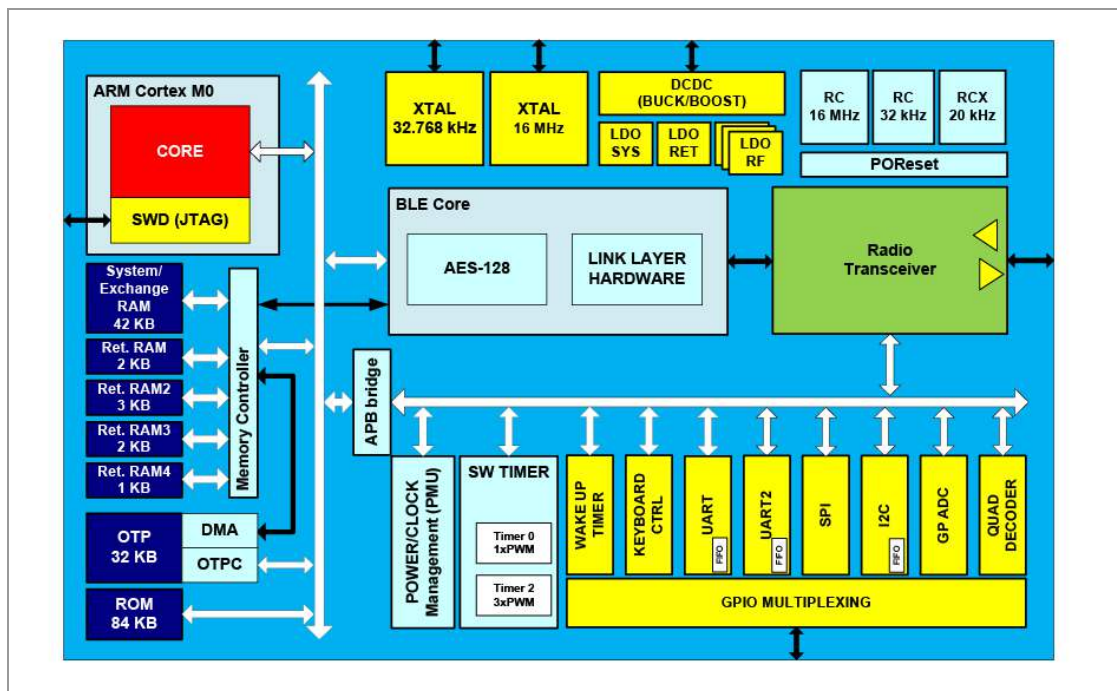 ARM Cortex M0
CORE
SWD (JTAG)
XTAL
32.768 kHz
XTAL
16 MHz
DCDC
(BUCK/BOOST)
LDO
SYS
LDO
RET
LDO
RF
RC
16 MHz
RC
32 kHz
RCX
20 kHz
POReset
BLE Core
AES-128
LINK LAYER
HARDWARE
Radio
Transceiver
System/
Exchange
RAM
42 KB
Ret. RAM
2 KB
Ret. RAM2
3 KB
Ret. RAM3
2 KB
Ret. RAM4
1 KB
Memory Controller
OTP
32 KB
DMA
OTPC
ROM
84 KB
APB bridge
POWER/CLOCK
Management (PMU)
SW TIMER
Timer 0
1xPWM
Timer 2
3xPWM
WAKE UP
TIMER
KEYBOARD
CTRL
UART
FIFO
UART2
FIFO
SPI
I2C
FIFO
GP ADC
QUAD
DECODER
GPIO MULTIPLEXING